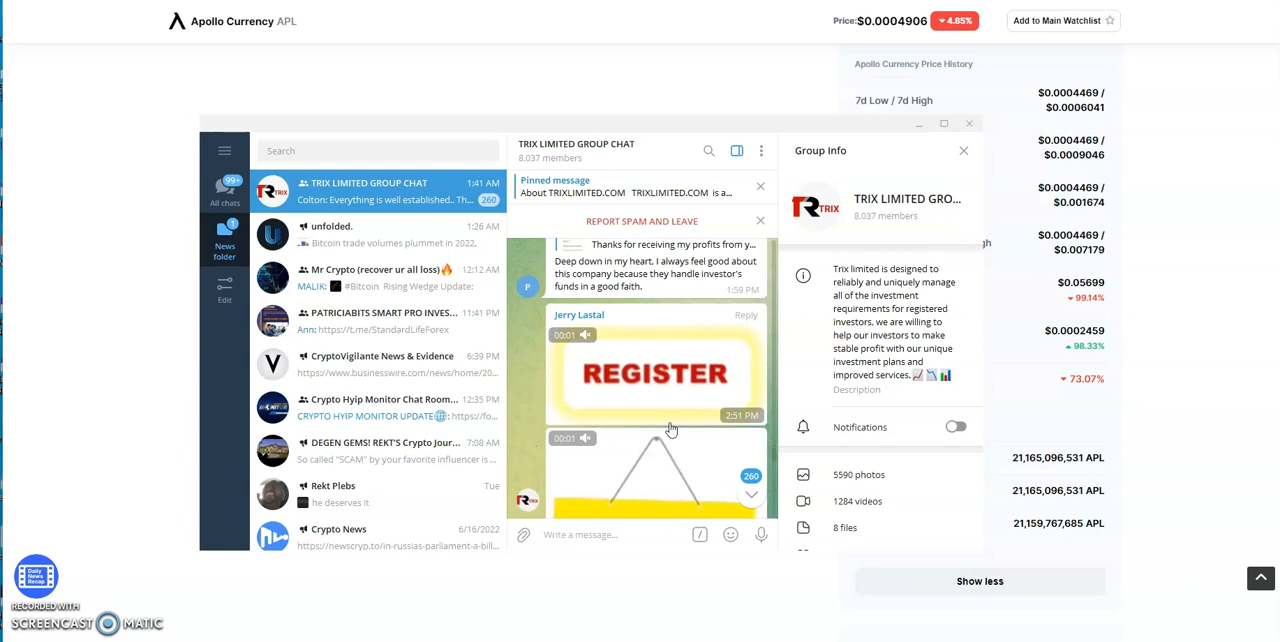 Apollo Currency APL
Price:$0.0004906 4.85%
Add to Main Watchlist
Apollo Currency Price History
7d Low / 7d High
$0.0004469 /
$0.0006041
$0.0004469 /
$0.0009046
$0.0004469 /
$0.001674
$0.0004469 /
$0.007179
gh
$0.05699
99.14%
$0.0002459
98.33%
73.07%
21,165,096,531 APL
21,165,096,531 APL
21,159,767,685 APL
Show less
99+
All chats
1
News
folder
Edit
Search
TRIX LIMITED GROUP CHAT 1:41 AM
Colton: Everything is well established.. Th... 260
unfolded. 1:26 AM
Bitcoin trade volumes plummet in 2022,
Mr Crypto (recover ur all loss) 12:12 AM
MALIK: #Bitcoin Rising Wedge Update:
PATRICIABITS SMART PRO INVES... 11:41 PM
Ann: https://t.me/StandardLifeForex
CryptoVigilante News & Evidence 6:39 PM
https://www.businesswire.com/news/home/20...
Crypto Hyip Monitor Chat Room... 12:35 PM
CRYPTO HYIP MONITOR UPDATE: https://fo...
DEGEN GEMS! REKT'S Crypto Jour... 7:08 AM
So called "SCAM" by your favorite influencer is ...
Rekt Plebs Tue
he deserves it
Crypto News 6/16/2022
https://newscryp.to/in-russias-parliament-a-bill...
TRIX LIMITED GROUP CHAT
8,037 members
Pinned message
About TRIXLIMITED.COM TRIXLIMITED.COM is a...
REPORT SPAM AND LEAVE
Thanks for receiving my profits from y...
Deep down in my heart, I always feel good about
this company because they handle investor's
funds in a good faith.
1:59 PM
P
Jerry Lastal Reply
00:01
REGISTER
2:51 PM
00:01
260
Write a message...
Group Info
TRIX
TRIX LIMITED GRO...
8,037 members
Trix limited is designed to
reliably and uniquely manage
all of the investment
requirements for registered
investors, we are willing to
help our investors to make
stable profit with our unique
investment plans and
improved services.
Description
Notifications
5590 photos
1284 videos
8 files
Daily
News
Recap
RECORDED WITH
SCREENCAST MATIC